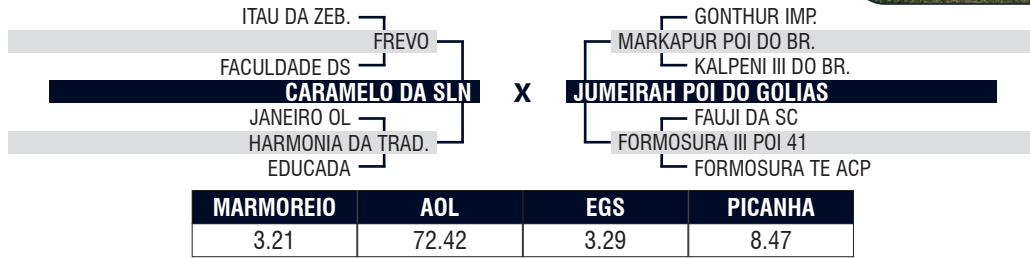 ITAU DA ZEB.
FREVO
FACULDADE DS
CARAMELO DA SLN
JANEIRO OL
HARMONIA DA TRAD.
EDUCADA
X
GONTHUR IMP.
MARKAPUR POI DO BR.
KALPENI III DO BR.
JUMEIRAH POI DO GOLIAS
FAUJI DA SC
FORMOSURA III POI 41
FORMOSURA TE ACP
MARMOREIO AOL EGS PICANHA
3.21 72.42 3.29 8.47